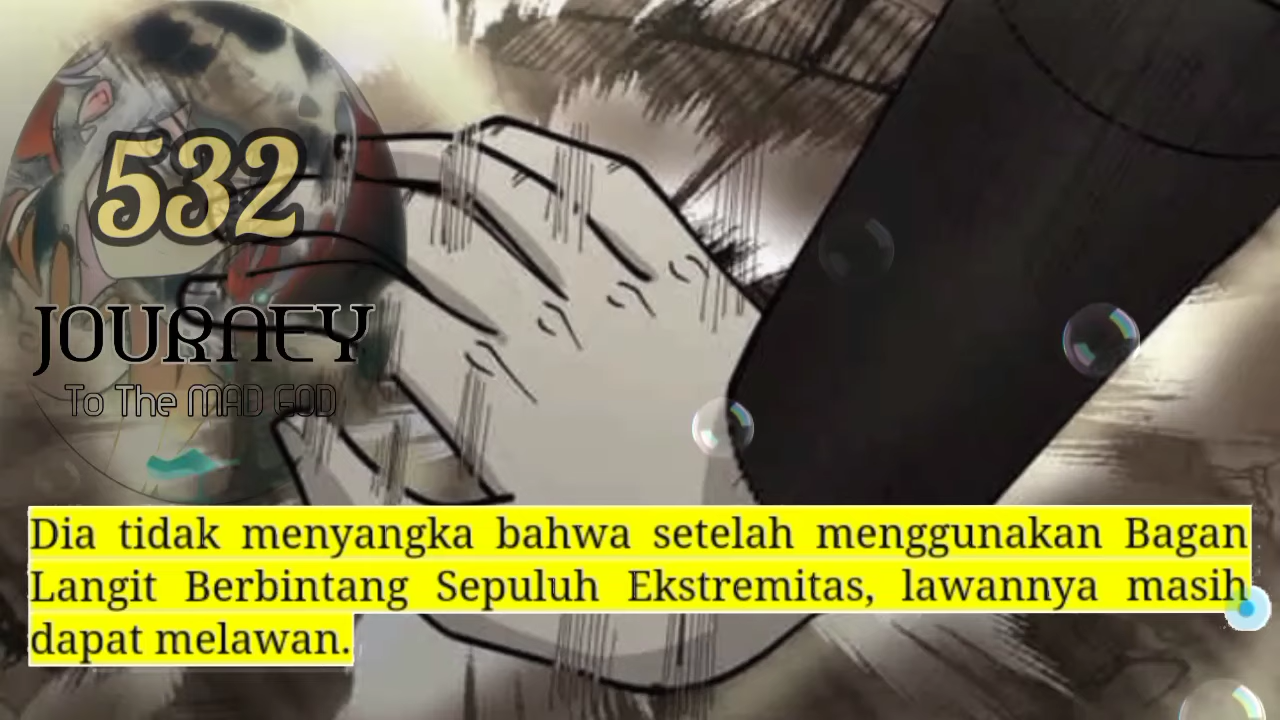 532
JOURNEY
To The MAD GOD
Dia tidak menyangka bahwa setelah menggunakan Bagan
Langit Berbintang Sepuluh Ekstremitas, lawannya masih
dapat melawan.